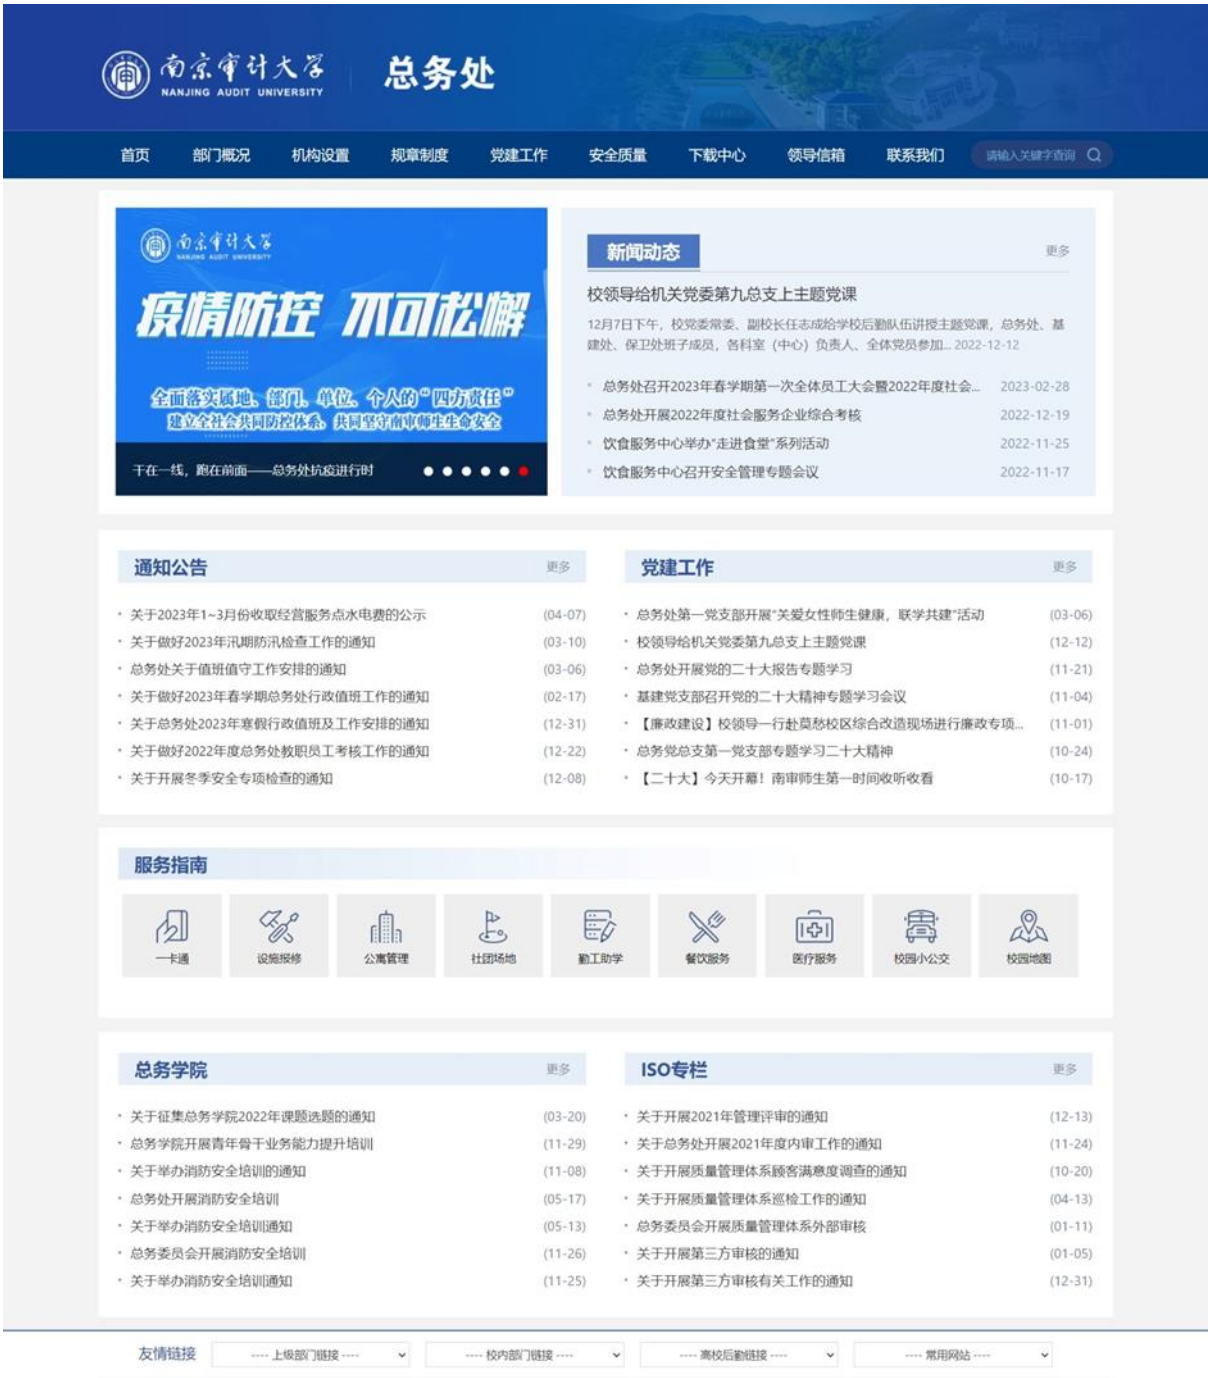 南京审计大学
NANJING AUDIT UNIVERSITY
总务处
首页 部门概况 机构设置 规章制度 党建工作 安全质量 下载中心 领导信箱 联系我们 请输入关键字查询
南京审计大学
NANJING AUDIT UNIVERSITY
疫情防控 不可松懈
全面落实属地、部门、单位、个人的“四方责任”
建立全社会共同防控体系，共同坚守南审师生生命安全
干在一线，跑在前面——总务处抗疫进行时
新闻动态 更多
校领导给机关党委第九总支上主题党课
12月7日下午，校党委常委、副校长任志成给学校后勤队伍讲授主题党课，总务处、基
建处、保卫处班子成员，各科室（中心）负责人、全体党员参加... 2022-12-12
总务处召开2023年春学期第一次全体员工大会暨2022年度社会... 2023-02-28
总务处开展2022年度社会服务企业综合考核 2022-12-19
饮食服务中心举办“走进食堂”系列活动 2022-11-25
饮食服务中心召开安全管理专题会议 2022-11-17
通知公告 更多
关于2023年1~3月份收取经营服务点水电费的公示 (04-07)
关于做好2023年汛期防汛检查工作的通知 (03-10)
总务处关于值班值守工作安排的通知 (03-06)
关于做好2023年春学期总务处行政值班工作的通知 (02-17)
关于总务处2023年寒假行政值班及工作安排的通知 (12-31)
关于做好2022年度总务处教职员工考核工作的通知 (12-22)
关于开展冬季安全专项检查的通知 (12-08)
党建工作 更多
总务处第一党支部开展“关爱女性师生健康，联学共建”活动 (03-06)
校领导给机关党委第九总支上主题党课 (12-12)
总务处开展党的二十大报告专题学习 (11-21)
基建党支部召开党的二十大精神专题学习会议 (11-04)
【廉政建设】校领导一行赴莫愁校区综合改造现场进行廉政专项... (11-01)
总务党总支第一党支部专题学习二十大精神 (10-24)
【二十大】今天开幕！南审师生第一时间收听收看 (10-17)
服务指南
一卡通 设施报修 公寓管理 社团场地 勤工助学 餐饮服务 医疗服务 校园小公交 校园地图
总务学院 更多
关于征集总务学院2022年课题选题的通知 (03-20)
总务学院开展青年骨干业务能力提升培训 (11-29)
关于举办消防安全培训的通知 (11-08)
总务处开展消防安全培训 (05-17)
关于举办消防安全培训通知 (05-13)
总务委员会开展消防安全培训 (11-26)
关于举办消防安全培训通知 (11-25)
ISO专栏 更多
关于开展2021年管理评审的通知 (12-13)
关于总务处开展2021年度内审工作的通知 (11-24)
关于开展质量管理体系顾客满意度调查的通知 (10-20)
关于开展质量管理体系巡检工作的通知 (04-13)
总务委员会开展质量管理体系外部审核 (01-11)
关于开展第三方审核的通知 (01-05)
关于开展第三方审核有关工作的通知 (12-31)
友情链接 ---- 上级部门链接 ---- ---- 校内部门链接 ---- ---- 高校后勤链接 ---- ---- 常用网站 ----